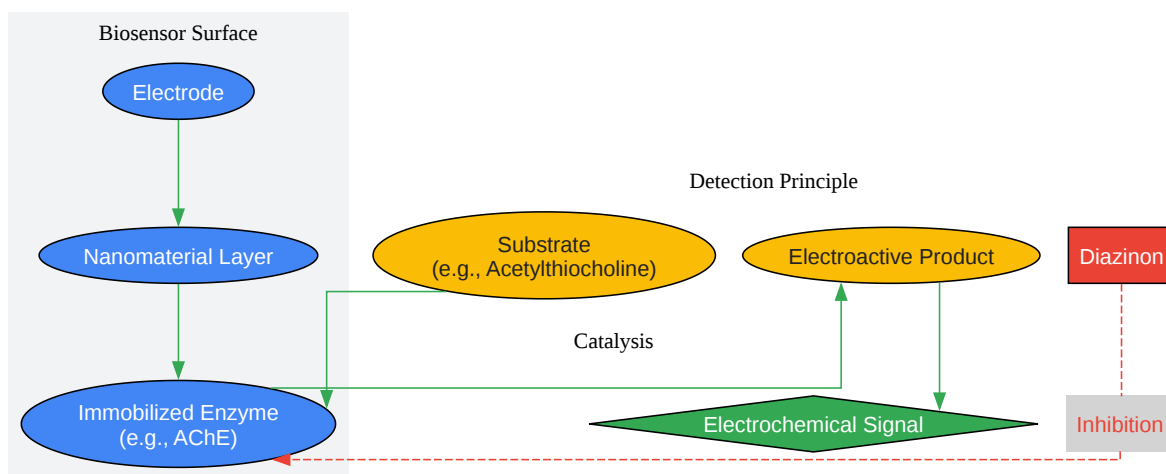 Biosensor Surface
Electrode
Detection Principle
Nanomaterial Layer
Substrate
(e.g., Acetylthiocholine)
Electroactive Product
Diazinon
Catalysis
Immobilized Enzyme
(e.g., AChE)
Electrochemical Signal
Inhibition